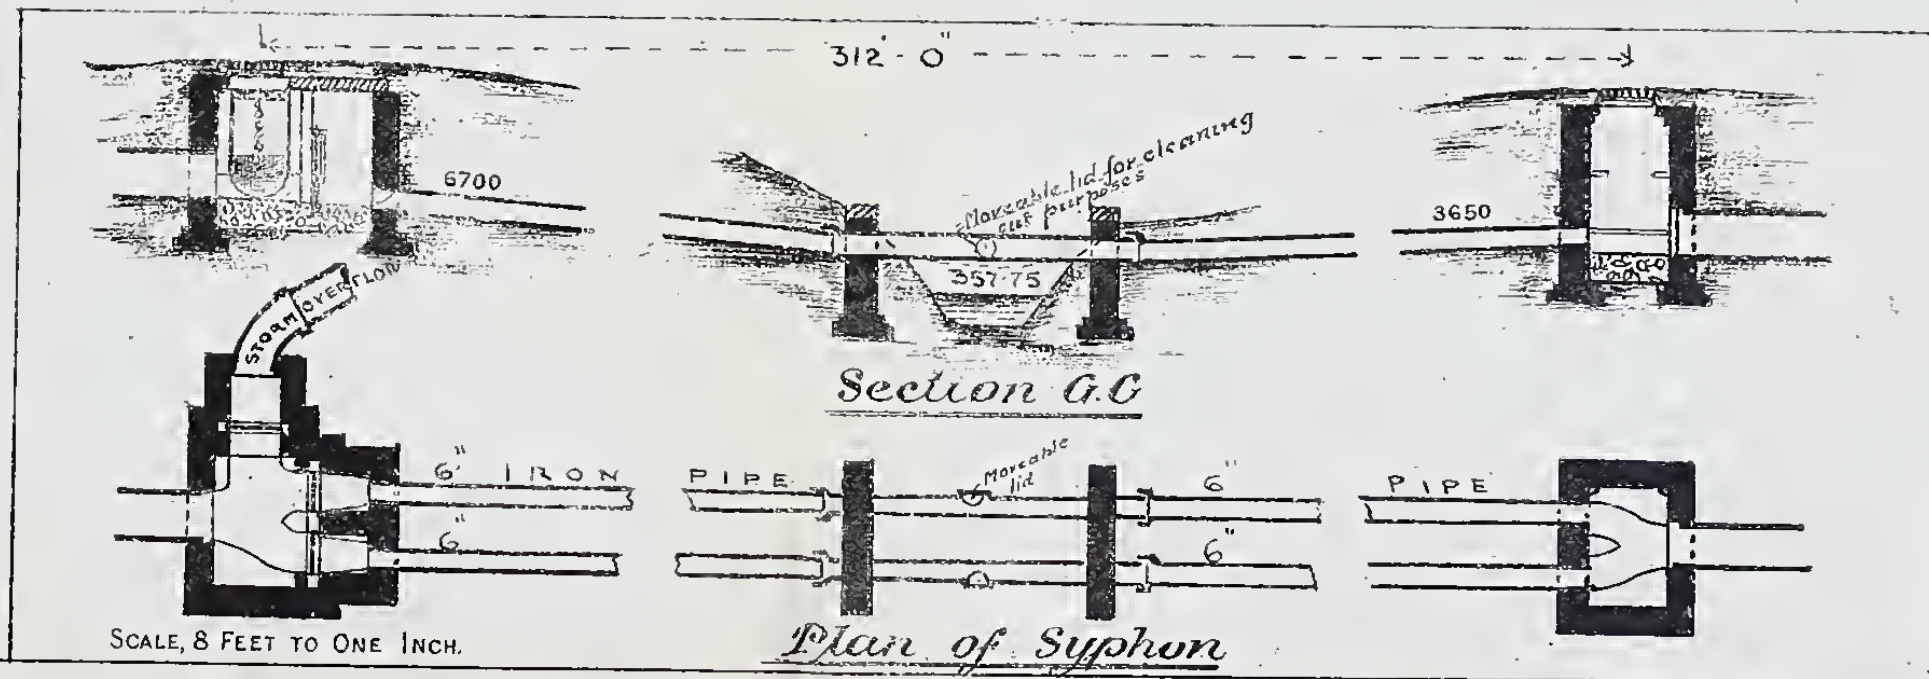 312'-0"
6700
Moveable lid for cleaning
out purposes
3650
357·75
STORM OVERFLOW
Section G.G
6" IRON PIPE
Moveable
lid
6" PIPE
6"
6"
SCALE, 8 FEET TO ONE INCH.
Plan of Syphon